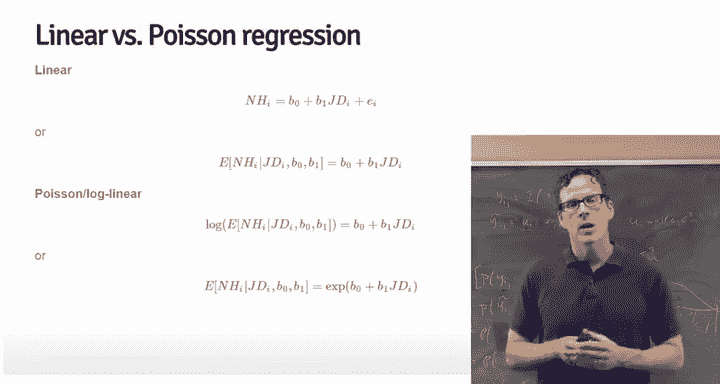 Linear vs. Poisson regression
Linear
NH_i = b_0 + b_1 JD_i + e_i
or
E[NH_i|JD_i, b_0, b_1] = b_0 + b_1 JD_i
Poisson/log-linear
log(E[NH_i|JD_i, b_0, b_1]) = b_0 + b_1 JD_i
or
E[NH_i|JD_i, b_0, b_1] = exp(b_0 + b_1 JD_i)